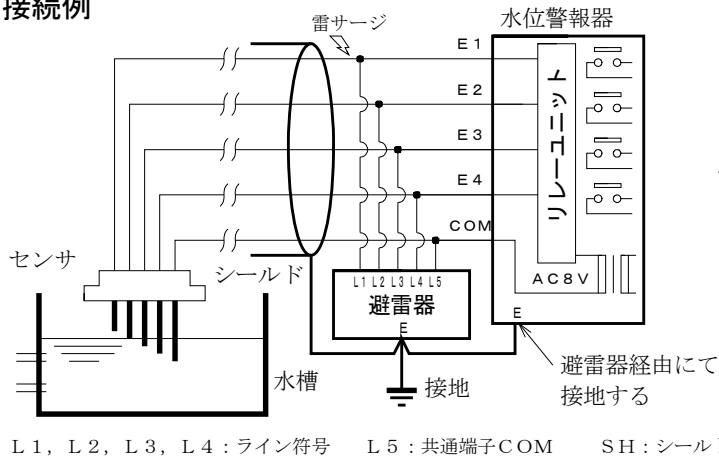 接続例
雷サージ
水位警報器
E1
E2
E3
E4
COM
リレーユニット
AC8V
E
センサ
シールド
L1 L2 L3 L4 L5
避雷器
E
水槽
接地
避雷器経由にて
接地する
L1, L2, L3, L4:ライン符号 L5:共通端子COM SH:シール